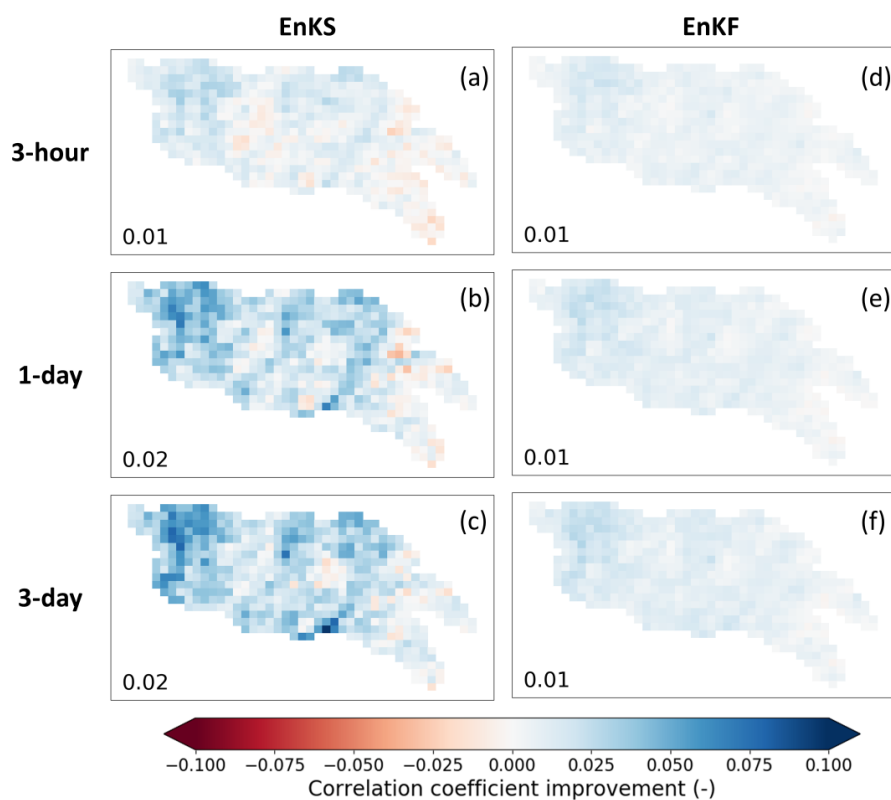 EnKS EnKF
3-hour
(a)
0.01
(d)
0.01
1-day
(b)
0.02
(e)
0.01
3-day
(c)
0.02
(f)
0.01
−0.100 −0.075 −0.050 −0.025 0.000 0.025 0.050 0.075 0.100
Correlation coefficient improvement (-)